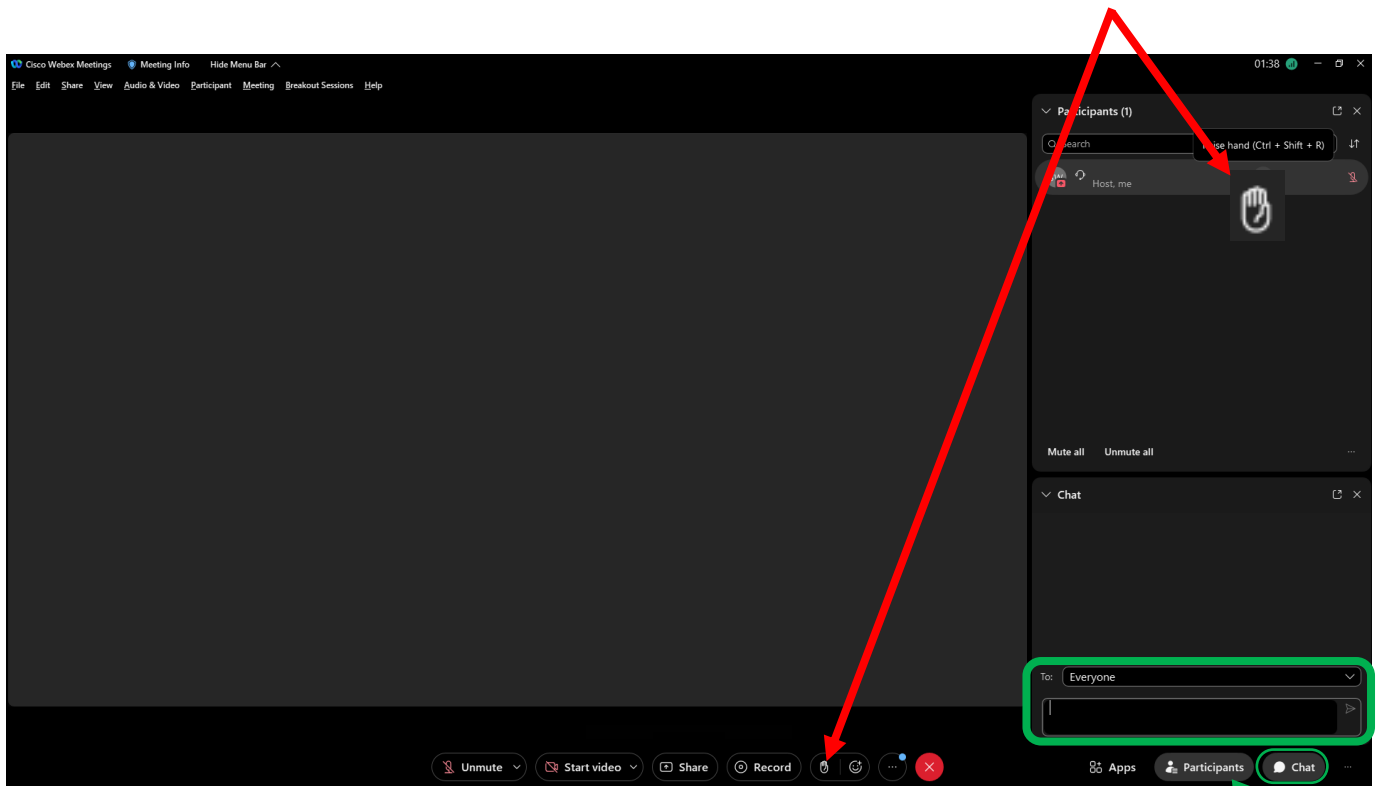 Cisco Webex Meetings Meeting Info Hide Menu Bar 01:38
File Edit Share View Audio & Video Participant Meeting Breakout Sessions Help
Participants (1)
Search hand (Ctrl + Shift + R)
Host, me
Mute all Unmute all
Chat
To: Everyone
Unmute Start video Share Record Apps Participants Chat